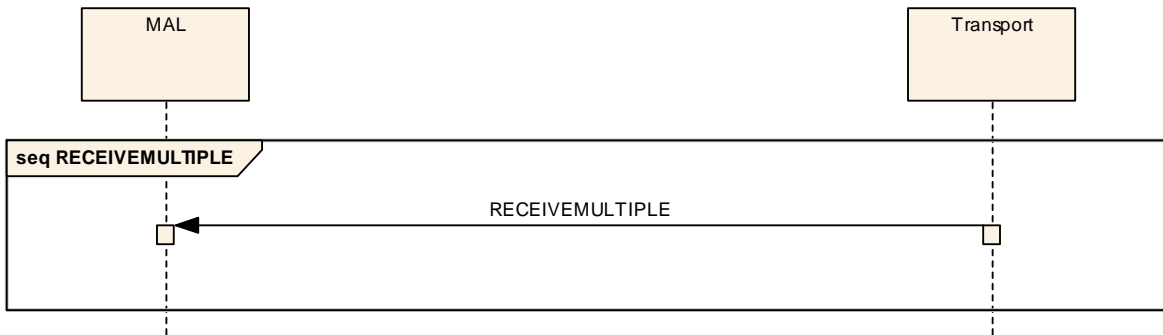 MAL
Transport
seq RECEIVEMULTIPLE
RECEIVEMULTIPLE